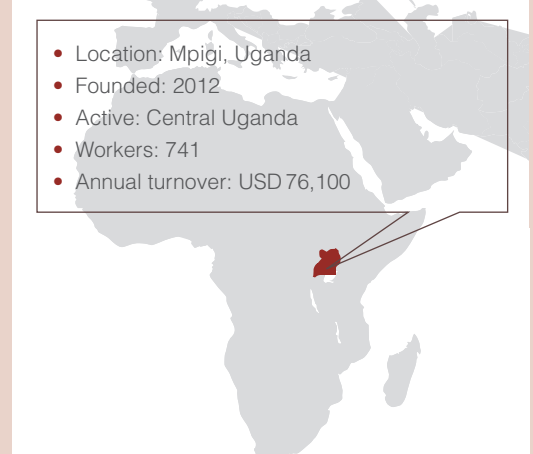 • Location: Mpigi, Uganda
• Founded: 2012
• Active: Central Uganda
• Workers: 741
• Annual turnover: USD 76,100